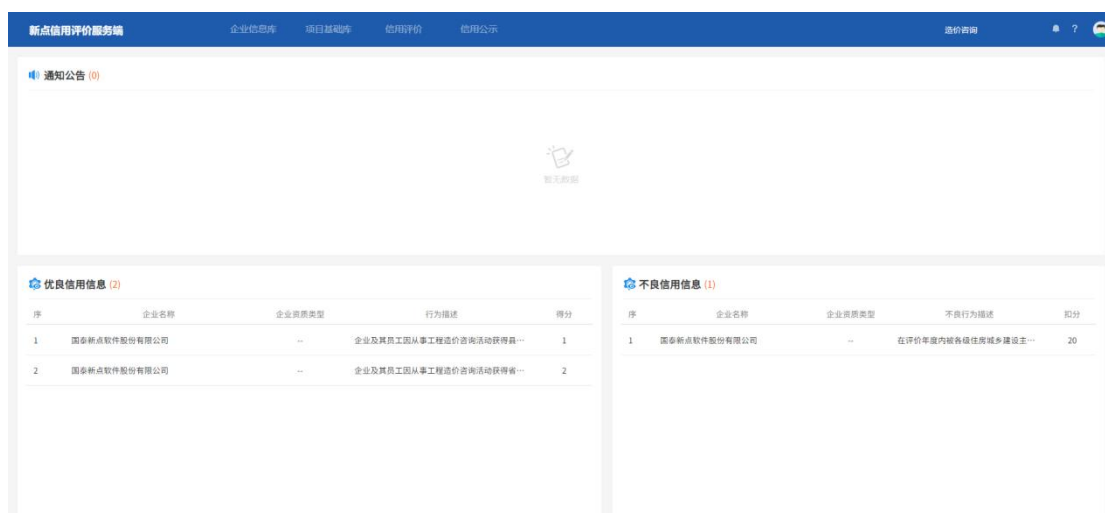 新点信用评价服务端 企业信息库 项目基础库 信用评价 信用公示 造价咨询 ?
通知公告 (0)
暂无数据
优良信用信息 (2)
序 企业名称 企业资质类型 行为描述 得分
1 国泰新点软件股份有限公司 -- 企业及其员工因从事工程造价咨询活动获得县… 1
2 国泰新点软件股份有限公司 -- 企业及其员工因从事工程造价咨询活动获得省… 2
不良信用信息 (1)
序 企业名称 企业资质类型 不良行为描述 扣分
1 国泰新点软件股份有限公司 -- 在评价年度内被各级住房城乡建设主… 20